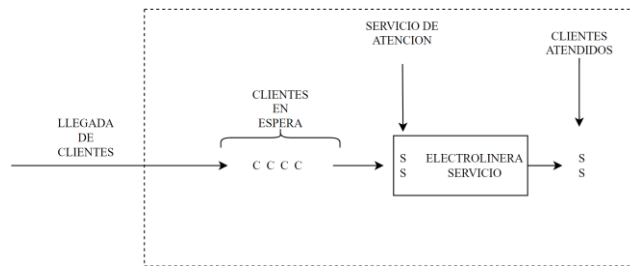 SERVICIO DE
ATENCION
CLIENTES
ATENDIDOS
CLIENTES
EN
ESPERA
LLEGADA
DE
CLIENTES
C C C C
S ELECTROLINERA
S SERVICIO
S
S